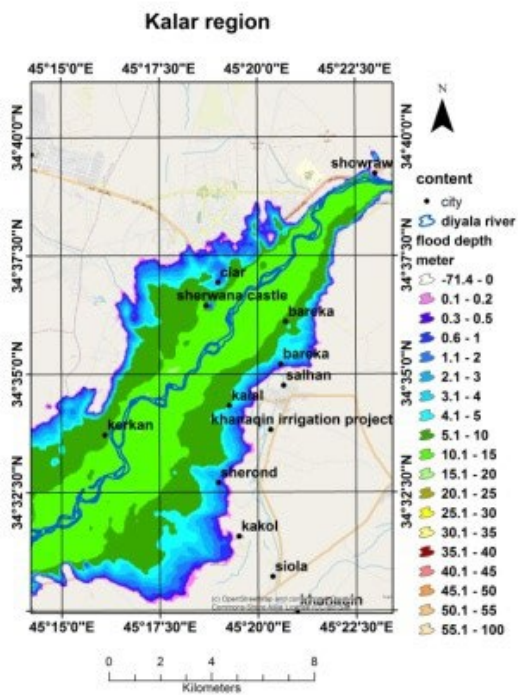 Kalar region
45°15'0"E 45°17'30"E 45°20'0"E 45°22'30"E
N
34°40'0"N 34°40'0"N
showraw
content
city
diyala river
flood depth
meter
34°37'30"N 34°37'30"N
clar
sherwana castle
bareka
bareka
salhan
34°35'0"N 34°35'0"N
kalal
khanaqin irrigation project
kerkan
sherond
34°32'30"N 34°32'30"N
kakol
siola
khanaqin
-71.4 - 0
0.1 - 0.2
0.3 - 0.5
0.6 - 1
1.1 - 2
2.1 - 3
3.1 - 4
4.1 - 5
5.1 - 10
10.1 - 15
15.1 - 20
20.1 - 25
25.1 - 30
30.1 - 35
35.1 - 40
40.1 - 45
45.1 - 50
50.1 - 55
55.1 - 100
(c) OpenStreetMap and
45°15'0"E 45°17'30"E 45°20'0"E 45°22'30"E
0 2 4 6 8
Kilometers